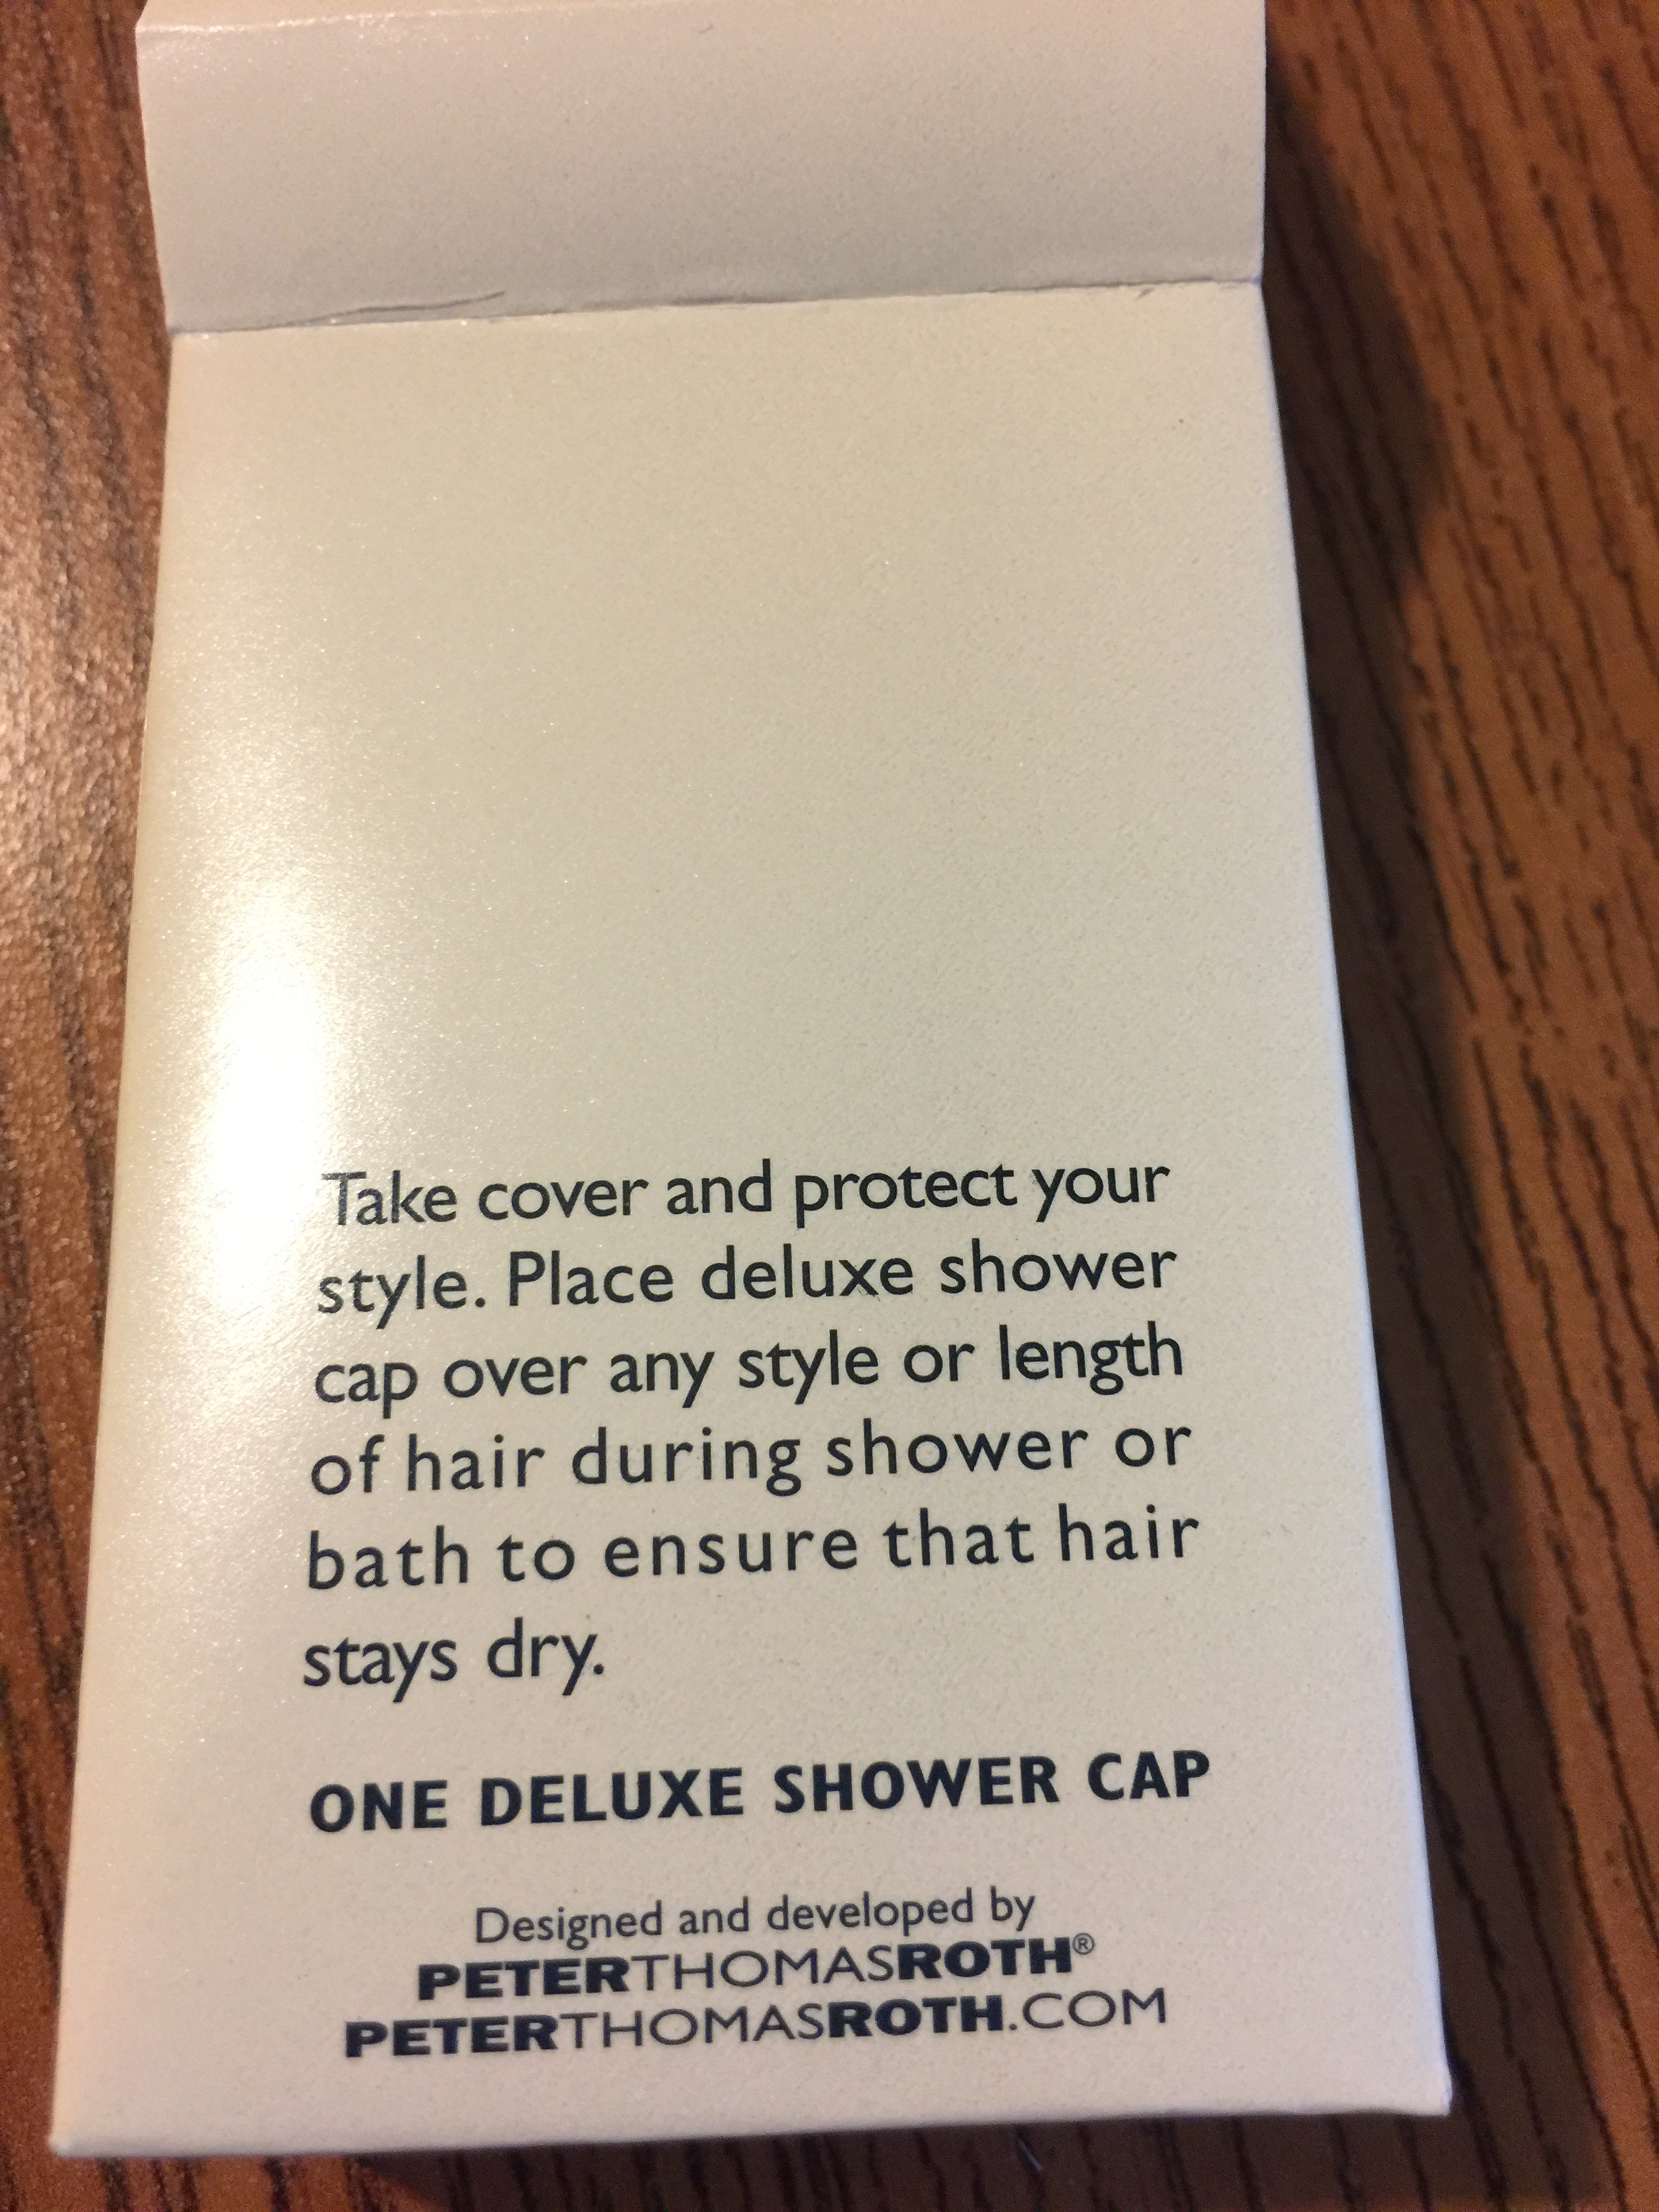 Take cover and protect your
style. Place deluxe shower
cap over any style or length
of hair during shower or
bath to ensure that hair
stays dry.
ONE DELUXE SHOWER CAP
Designed and developed by
PETERTHOMASROTH®
PETERTHOMASROTH.COM